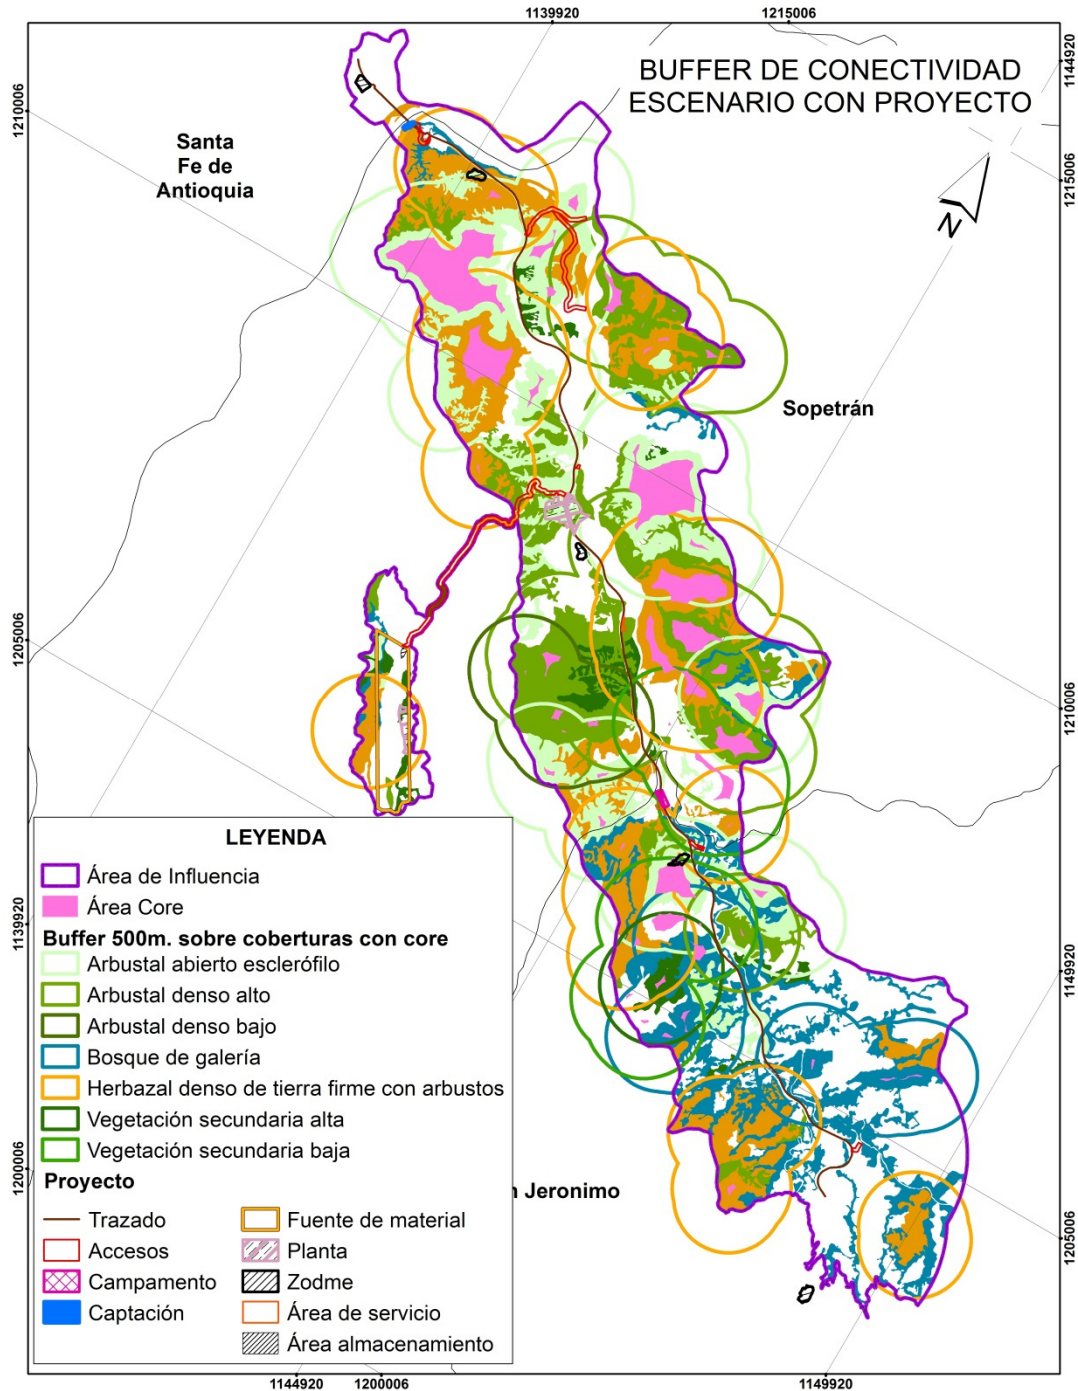 1139920
1215006
1144920
BUFFER DE CONECTIVIDAD
ESCENARIO CON PROYECTO
1210006
Santa
Fe de
Antioquia
1215006
N
Sopetrán
1205006
1210006
LEYENDA
Área de Influencia
Área Core
Buffer 500m. sobre coberturas con core
Arbustal abierto esclerófilo
Arbustal denso alto
Arbustal denso bajo
Bosque de galería
Herbazal denso de tierra firme con arbustos
Vegetación secundaria alta
Vegetación secundaria baja
Proyecto
Trazado
Accesos
Campamento
Captación
Fuente de material
Planta
Zodme
Área de servicio
Área almacenamiento
1139920
1149920
1200006
n Jeronimo
1205006
1144920
1200006
1149920